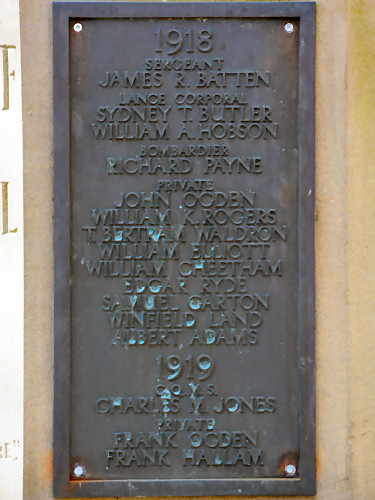 1918
SERGEANT
JAMES R. BATTEN
LANCE CORPORAL
SYDNEY T. BUTLER
WILLIAM A. HOBSON
BOMBARDIER
RICHARD PAYNE
PRIVATE
JOHN OGDEN
WILLIAM K. ROGERS
T. BERTRAM WALDRON
WILLIAM ELLIOTT
WILLIAM CHEETHAM
EDGAR RYDE
SAMUEL GARTON
WINFIELD LAND
ALBERT ADAMS
1919
C.Q.M.S.
CHARLES M. JONES
PRIVATE
FRANK OGDEN
FRANK HALLAM